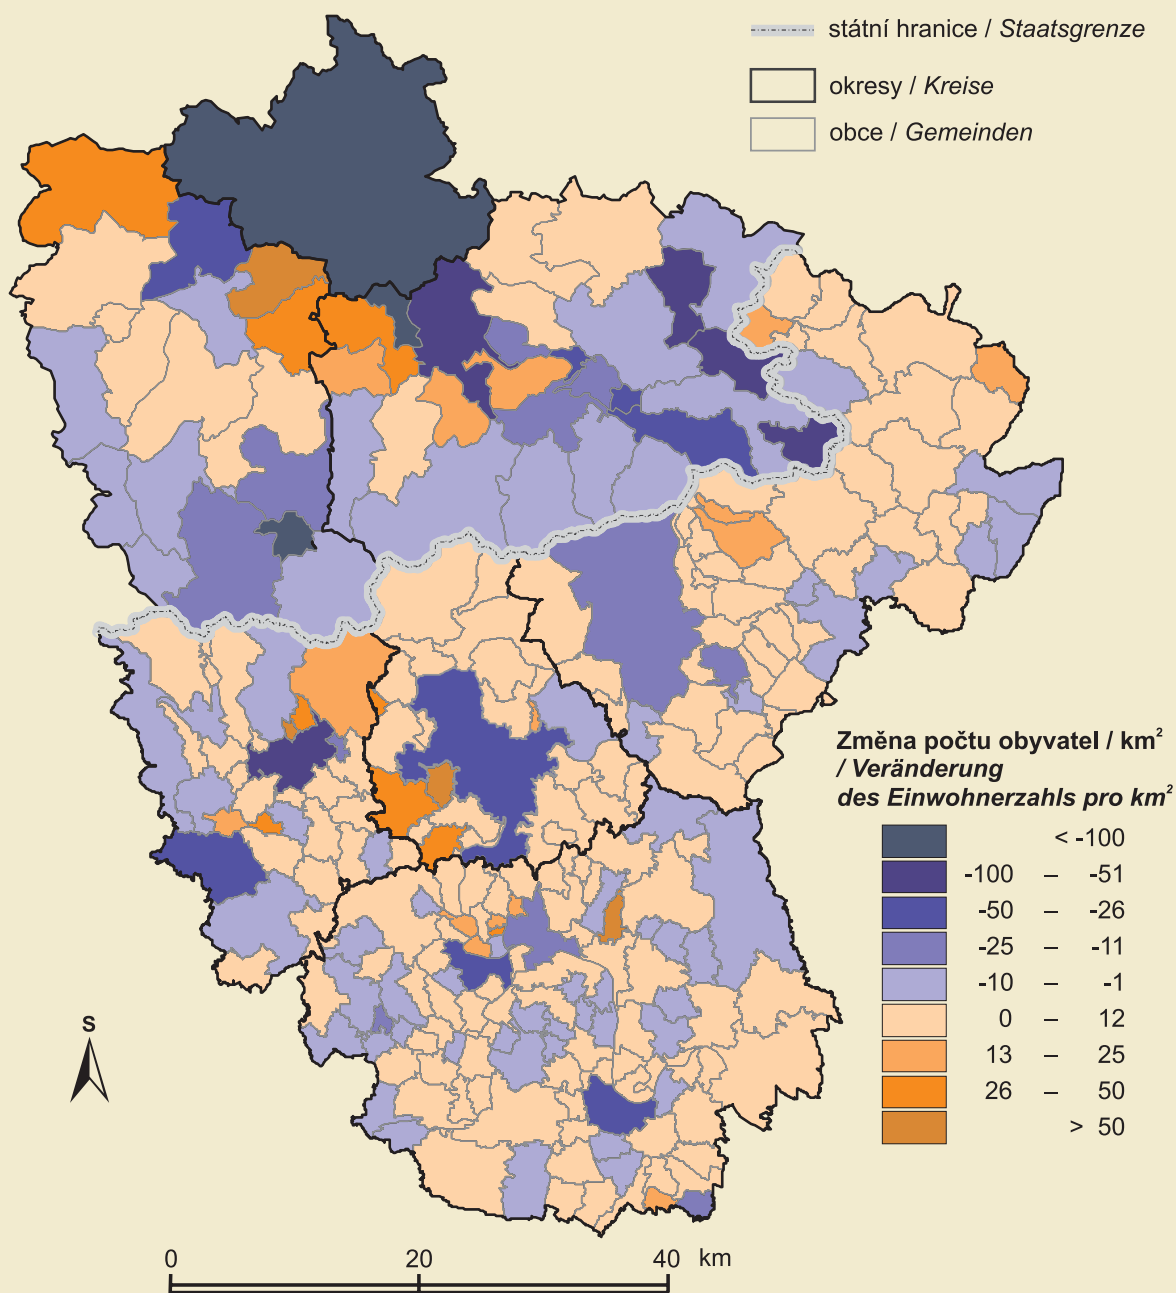 státní hranice / Staatsgrenze
okresy / Kreise
obce / Gemeinden
Změna počtu obyvatel / km²
/ Veränderung
des Einwohnerzahls pro km²
< -100
-100 – -51
-50 – -26
-25 – -11
-10 – -1
0 – 12
13 – 25
26 – 50
> 50
S
0 20 40 km